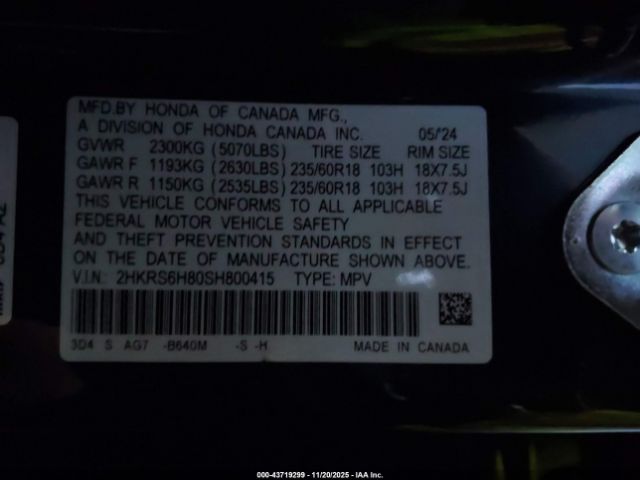 MFD.BY HONDA OF CANADA MFG.,
A DIVISION OF HONDA CANADA INC. 05/24
GVWR 2300KG (5070LBS) TIRE SIZE RIM SIZE
GAWR F 1193KG (2630LBS) 235/60R18 103H 18X7.5J
GAWR R 1150KG (2535LBS) 235/60R18 103H 18X7.5J
THIS VEHICLE CONFORMS TO ALL APPLICABLE
FEDERAL MOTOR VEHICLE SAFETY
AND THEFT PREVENTION STANDARDS IN EFFECT
ON THE DATE OF MANUFACTURE SHOWN ABOVE.
V.I.N.: 2HKRS6H80SH800415 TYPE: MPV
3D4 S AG7 -B640M -S -H MADE IN CANADA
000-43719299 - 11/20/2025 - IAA Inc.